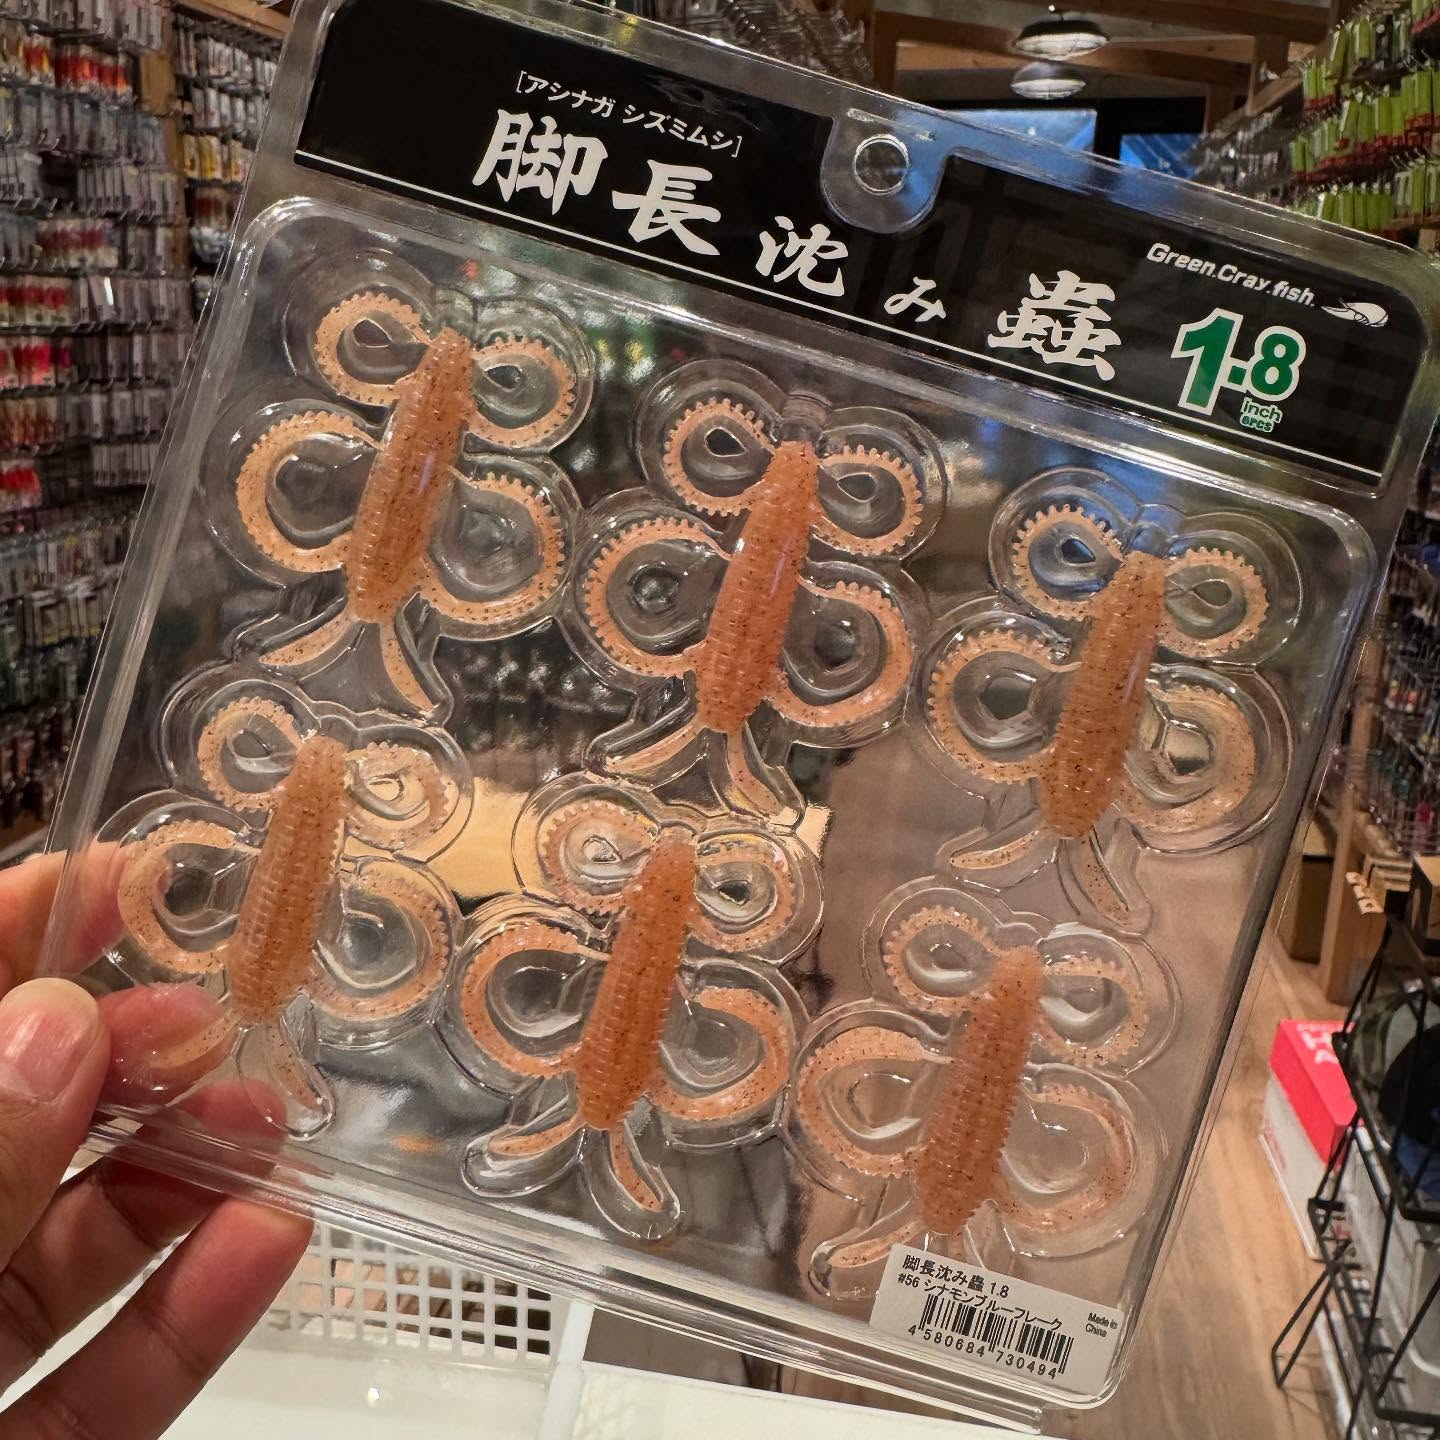 [アシナガ シズミムシ]
脚長沈み蟲
Green.Cray.fish.
1.8
inch
arcs
脚長沈み蟲 1.8
#56 シナモンブルーフレーク
Made in
China
4 580684 730494